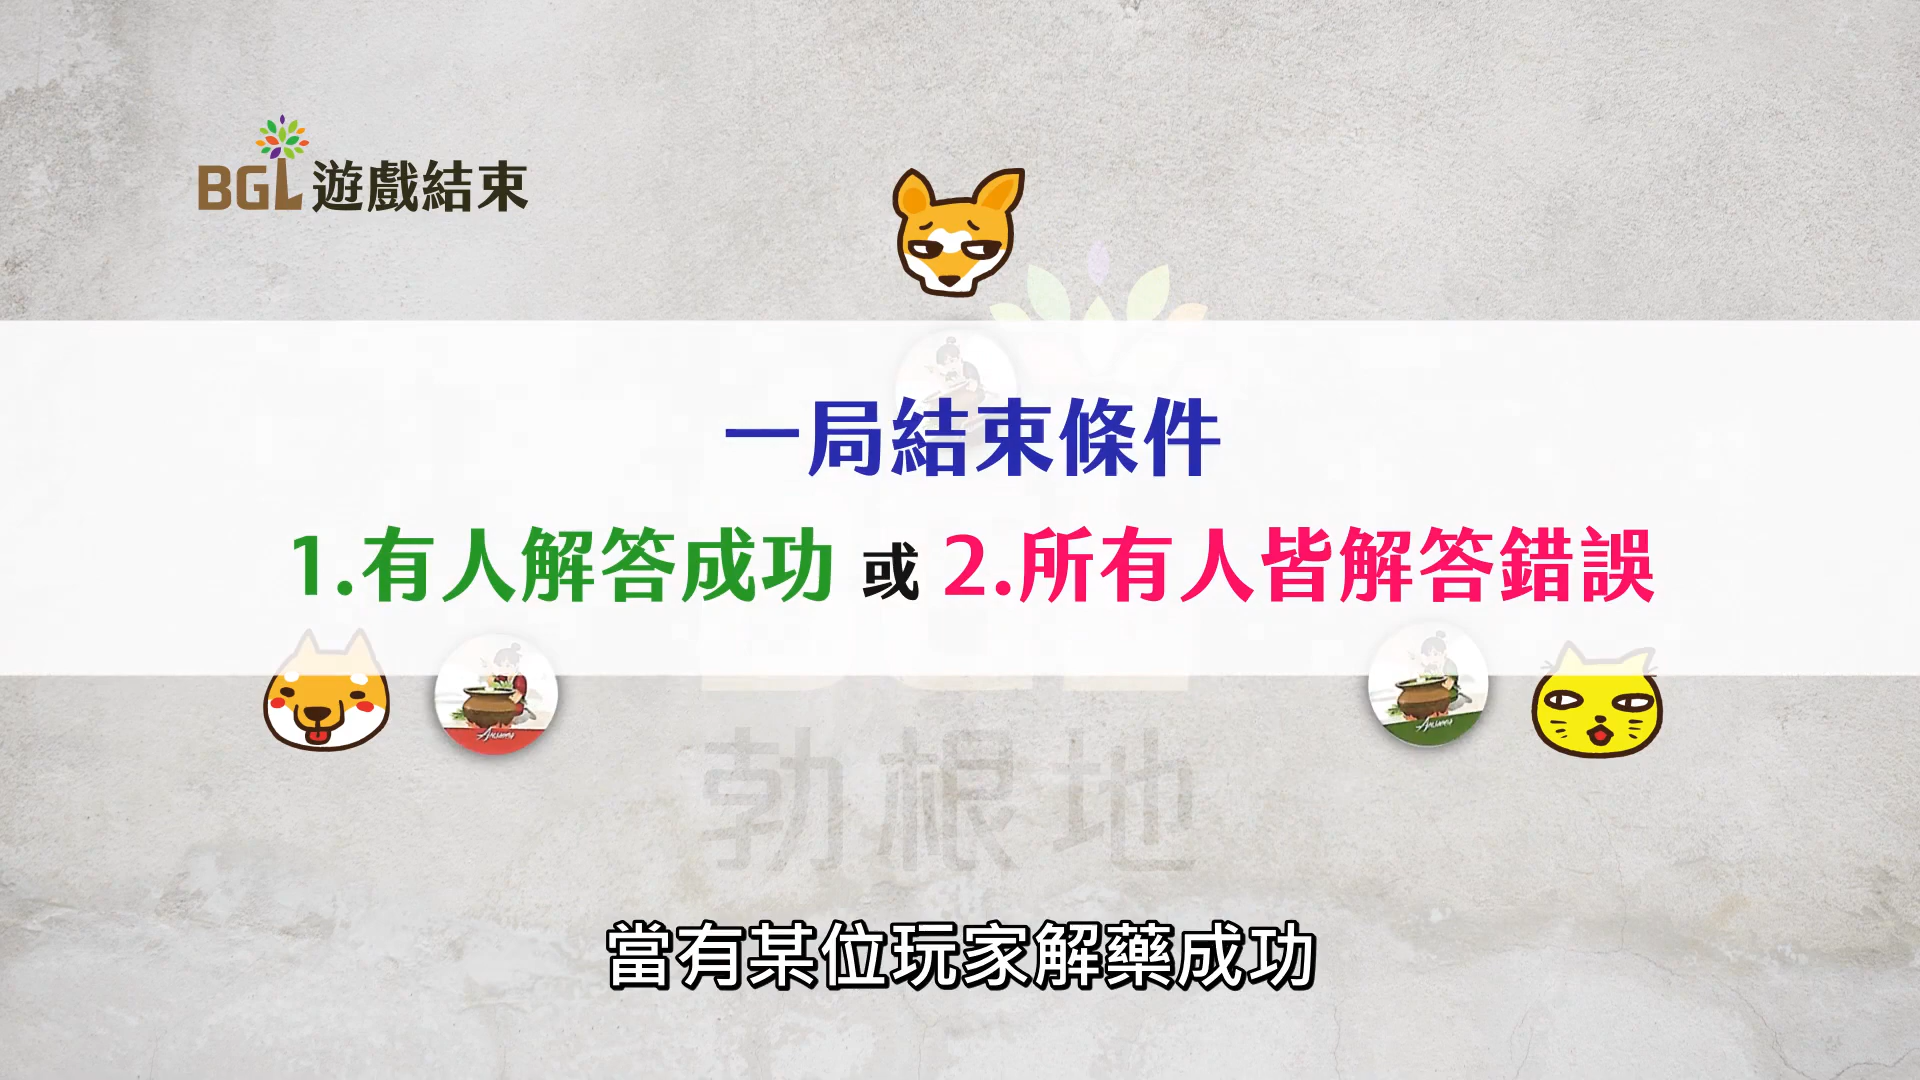 BGL遊戲結束
一局結束條件
1.有人解答成功 或 2.所有人皆解答錯誤
Answers
Answers
勃根地
當有某位玩家解藥成功